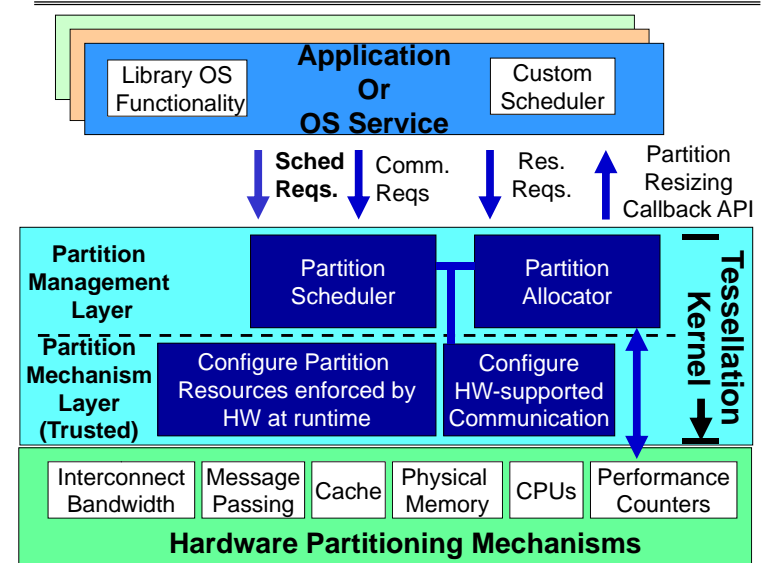 Application
Or
OS Service
Library OS
Functionality
Custom
Scheduler
Sched
Reqs.
Comm.
Reqs
Res.
Reqs.
Partition
Resizing
Callback API
Partition
Management
Layer
Partition
Scheduler
Partition
Allocator
Tessellation
Kernel
Partition
Mechanism
Layer
(Trusted)
Configure Partition
Resources enforced by
HW at runtime
Configure
HW-supported
Communication
Interconnect
Bandwidth
Message
Passing
Cache
Physical
Memory
CPUs
Performance
Counters
Hardware Partitioning Mechanisms